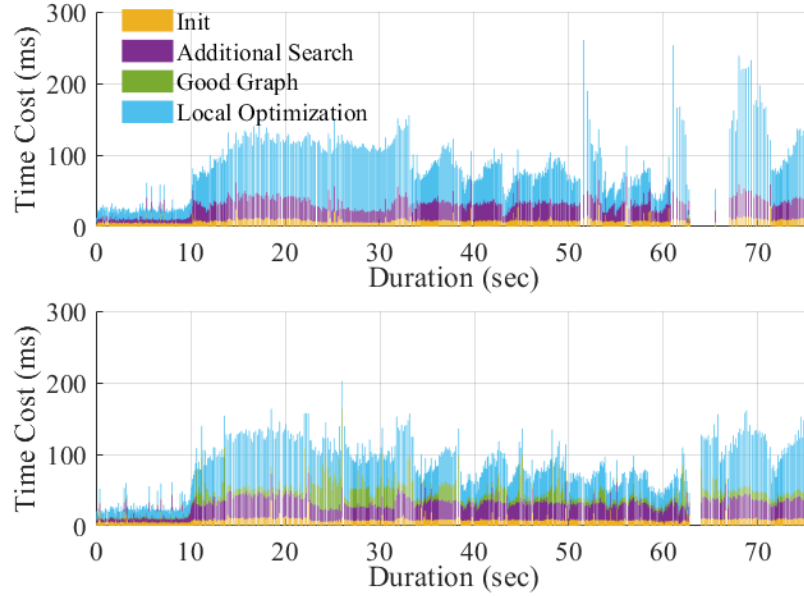 300
200
100
0
Time Cost (ms)
Init
Additional Search
Good Graph
Local Optimization
0 10 20 30 40 50 60 70
Duration (sec)
300
200
100
0
Time Cost (ms)
0 10 20 30 40 50 60 70
Duration (sec)